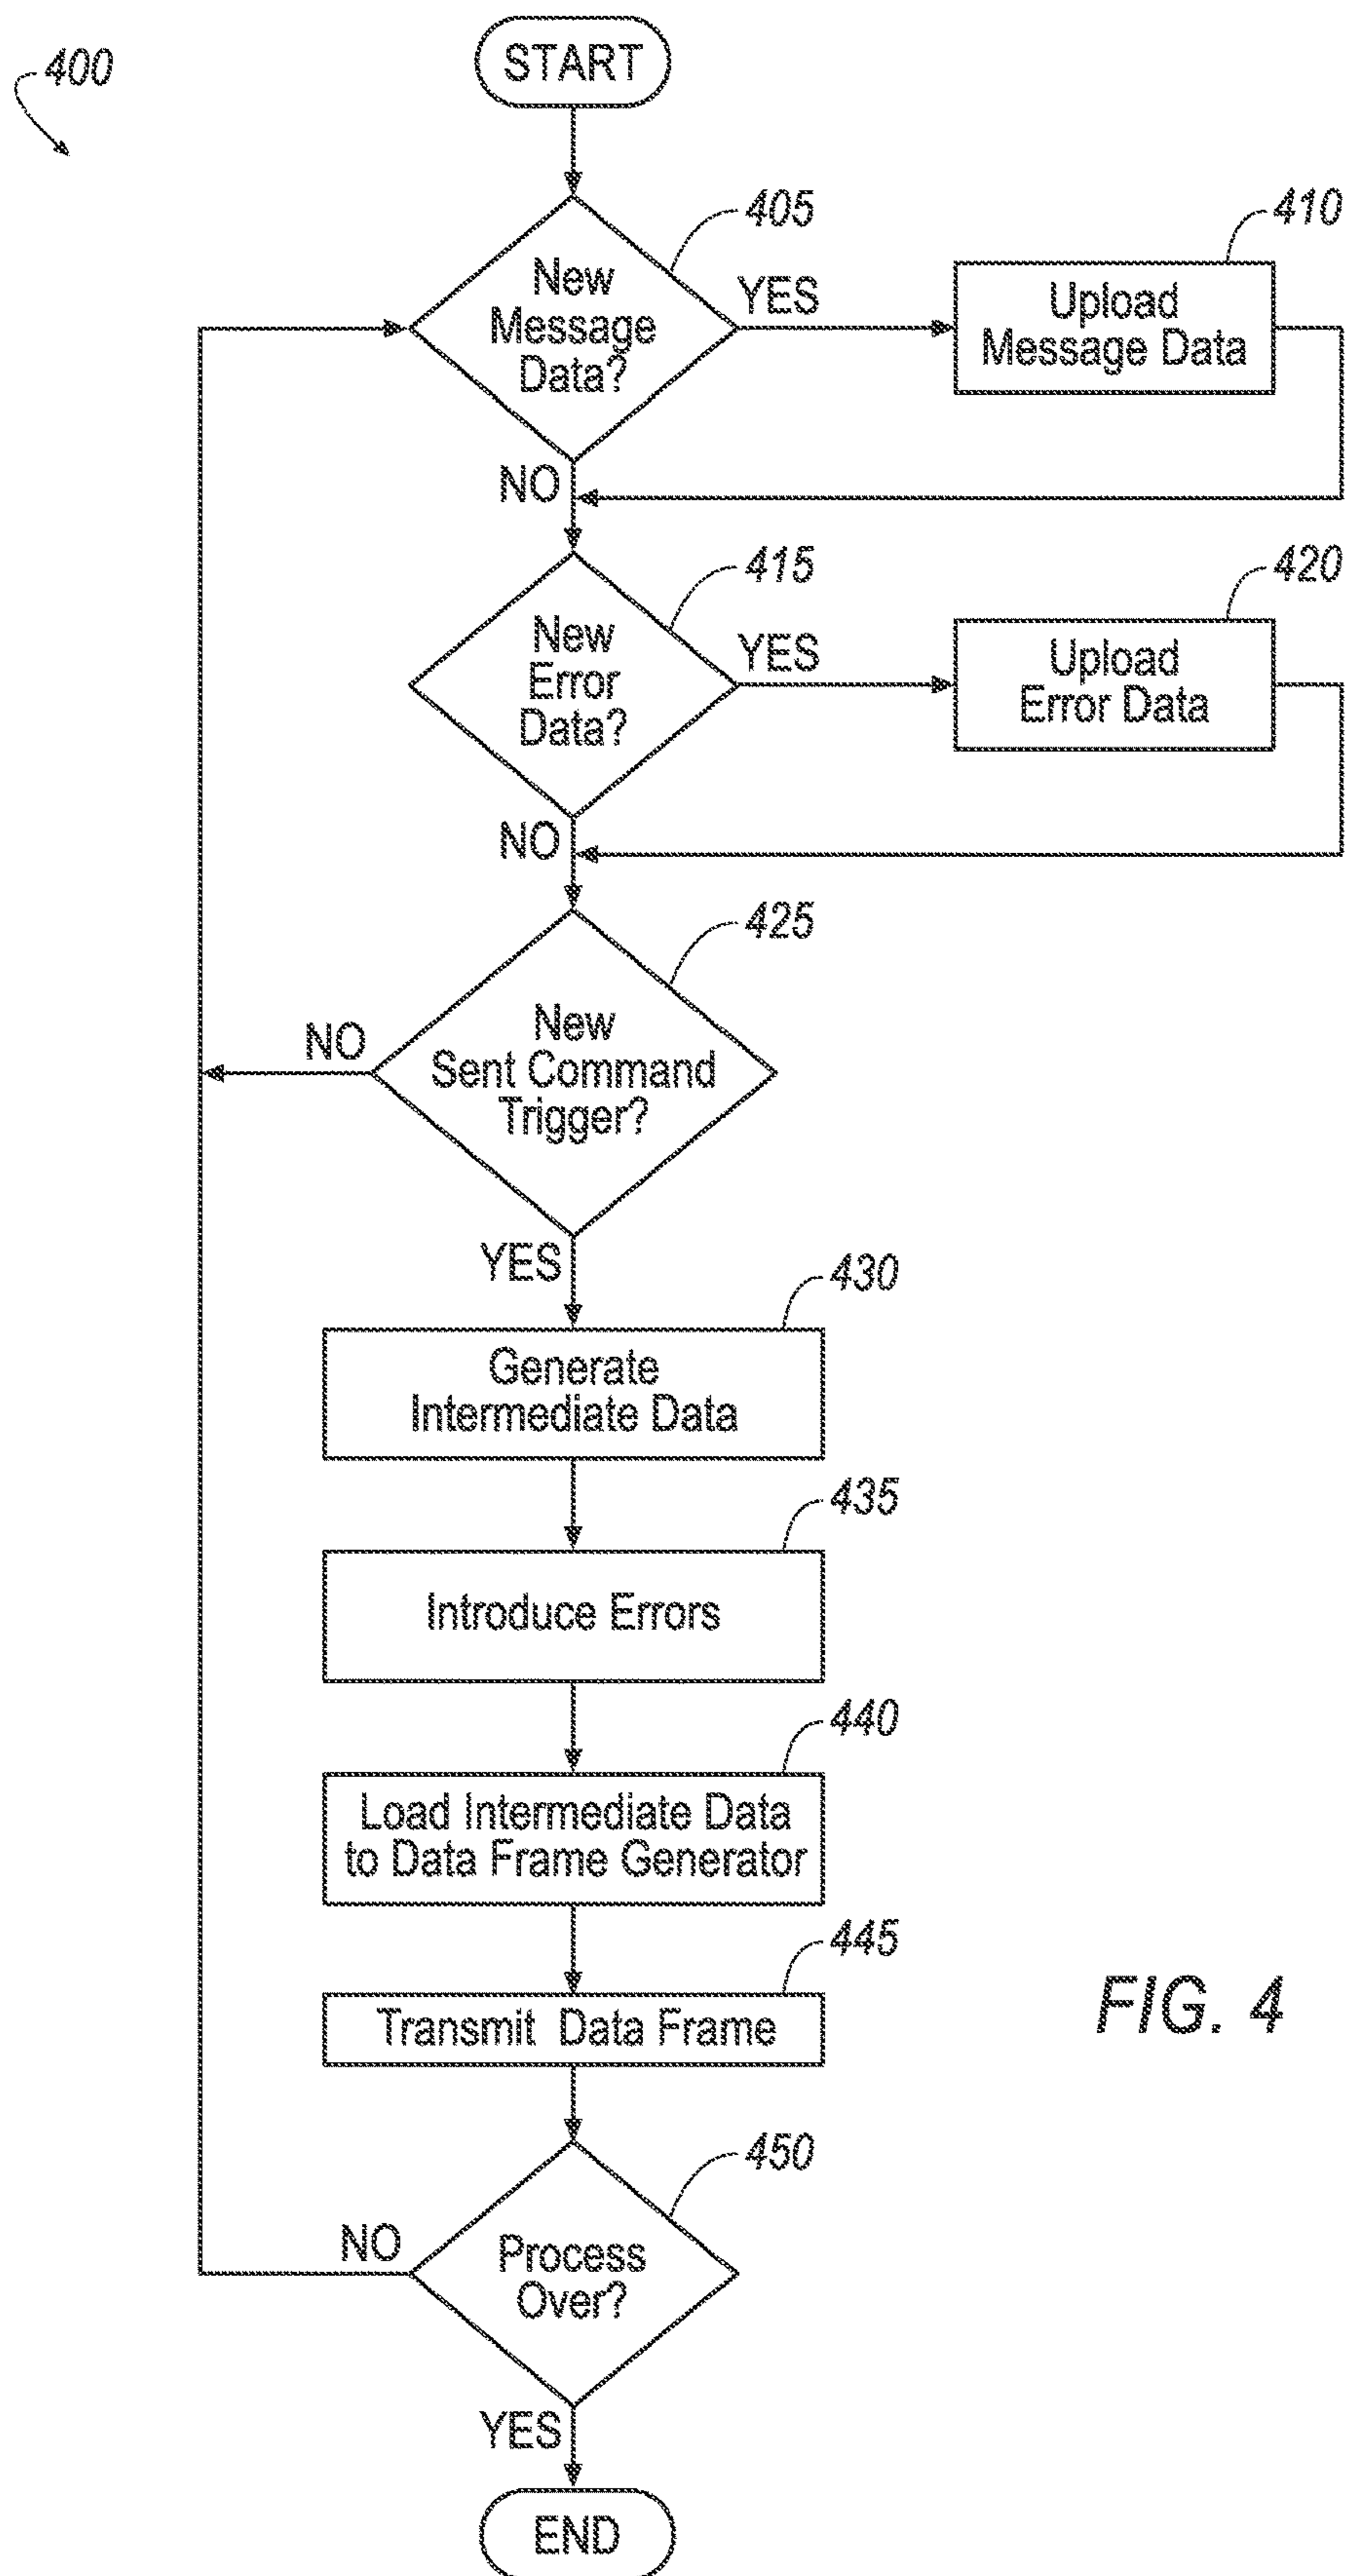 400
START
405
New
Message
Data?
YES
410
Upload
Message Data
NO
415
New
Error
Data?
YES
420
Upload
Error Data
NO
425
New
Sent Command
Trigger?
NO
YES
430
Generate
Intermediate Data
435
Introduce Errors
440
Load Intermediate Data
to Data Frame Generator
445
Transmit Data Frame
FIG. 4
450
Process
Over?
NO
YES
END